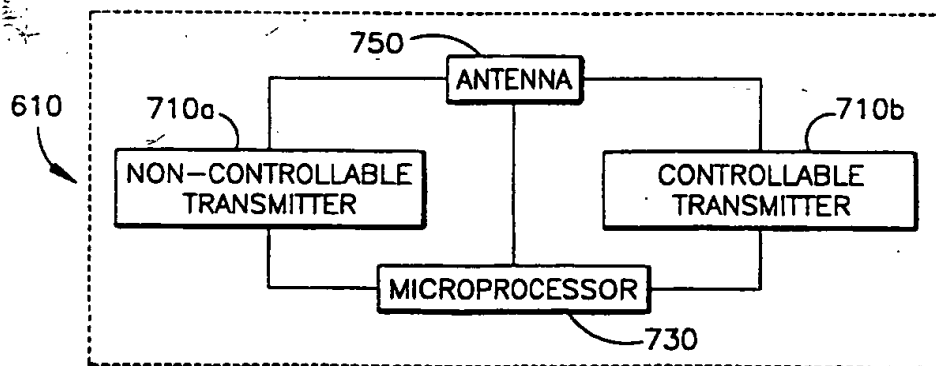 750
ANTENNA
610
710a
710b
NON-CONTROLLABLE
TRANSMITTER
CONTROLLABLE
TRANSMITTER
MICROPROCESSOR
730